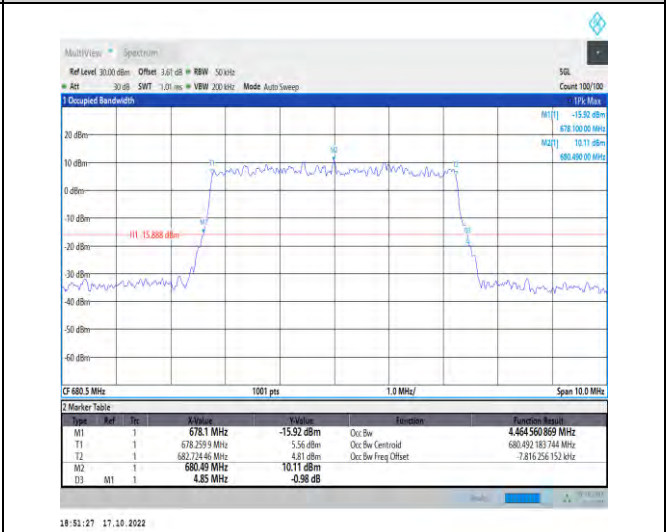 MultiView Spectrum
Ref Level 30.00 dBm Offset 3.61 dB RBW 50 kHz SGL
Att 30 dB SWT 1.01 ms VBW 200 kHz Mode Auto Sweep Count 100/100
1 Occupied Bandwidth 1Pk Max
M1[1] -15.92 dBm
678.100 00 MHz
M2[1] 10.11 dBm
680.490 00 MHz
20 dBm
10 dBm
0 dBm
-10 dBm
-20 dBm
-30 dBm
-40 dBm
-50 dBm
-60 dBm
T1
M2
T2
M1
D3
H1 -15.888 dBm
CF 680.5 MHz 1001 pts 1.0 MHz/ Span 10.0 MHz
2 Marker Table
Type Ref Trc X-Value Y-Value Function Function Result
M1 1 678.1 MHz -15.92 dBm Occ Bw 4.464 560 869 MHz
T1 1 678.259 9 MHz 5.56 dBm Occ Bw Centroid 680.492 183 744 MHz
T2 1 682.724 46 MHz 4.81 dBm Occ Bw Freq Offset -7.816 256 152 kHz
M2 1 680.49 MHz 10.11 dBm
D3 M1 1 4.85 MHz -0.98 dB
18:51:27 17.10.2022